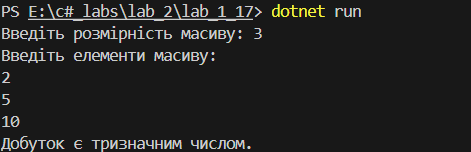 PS E:\c#_labs\lab_2\lab_1_17> dotnet run
Введіть розмірність масиву: 3
Введіть елементи масиву:
2
5
10
Добуток є тризначним числом.